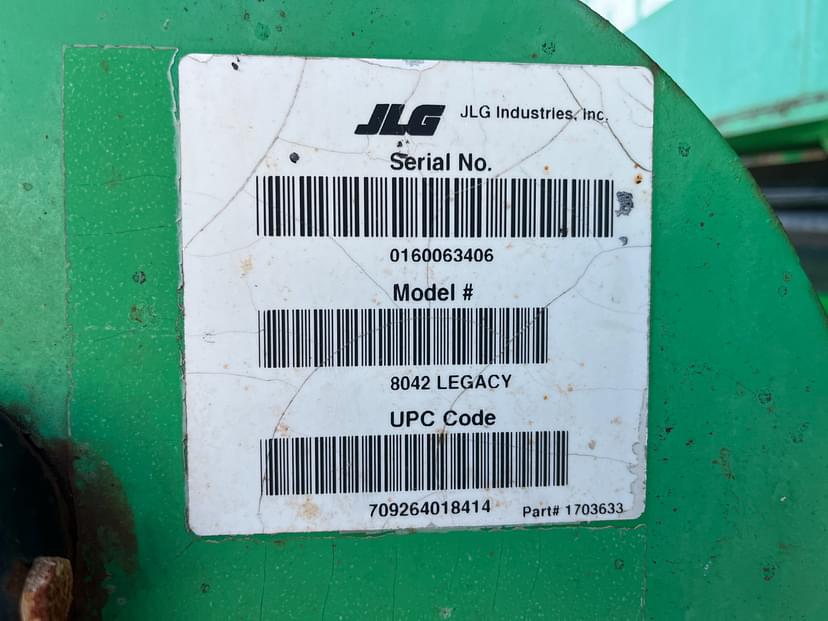 JLG JLG Industries, Inc.
Serial No.
0160063406
Model #
8042 LEGACY
UPC Code
709264018414 Part# 1703633